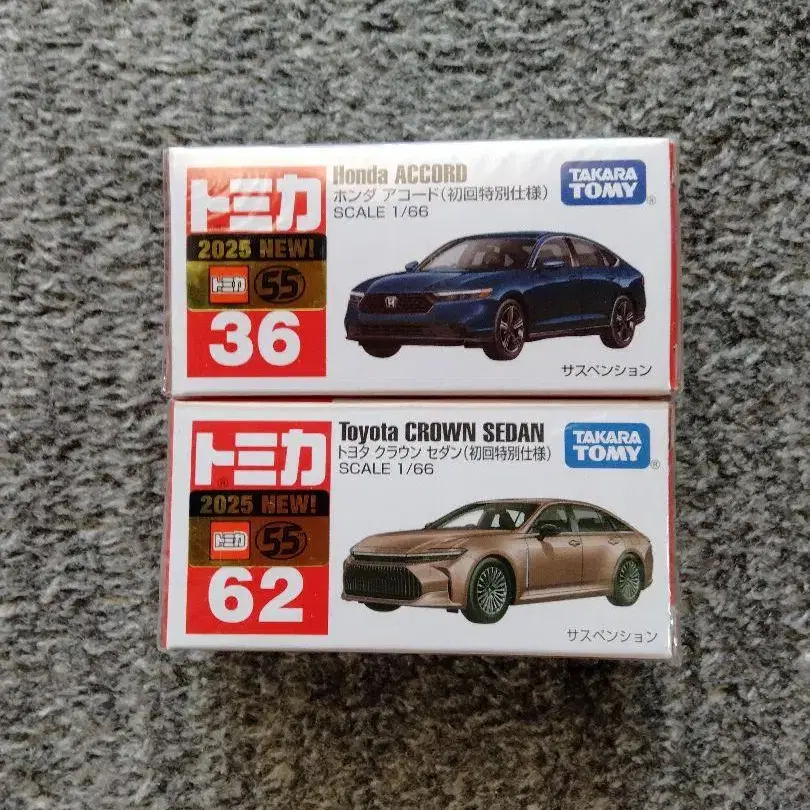 トミカ
2025 NEW!
トミカ 55th
36
Honda ACCORD
ホンダ アコード(初回特別仕様)
SCALE 1/66
TAKARA
TOMY®
サスペンション
トミカ®
2025 NEW!
トミカ 55th
62
Toyota CROWN SEDAN
トヨタ クラウン セダン(初回特別仕様)
SCALE 1/66
TAKARA
TOMY®
サスペンション